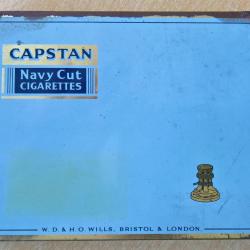 CAPSTAN
Navy Cut
CIGARETTES
W. D. & H. O. WILLS, BRISTOL & LONDON.